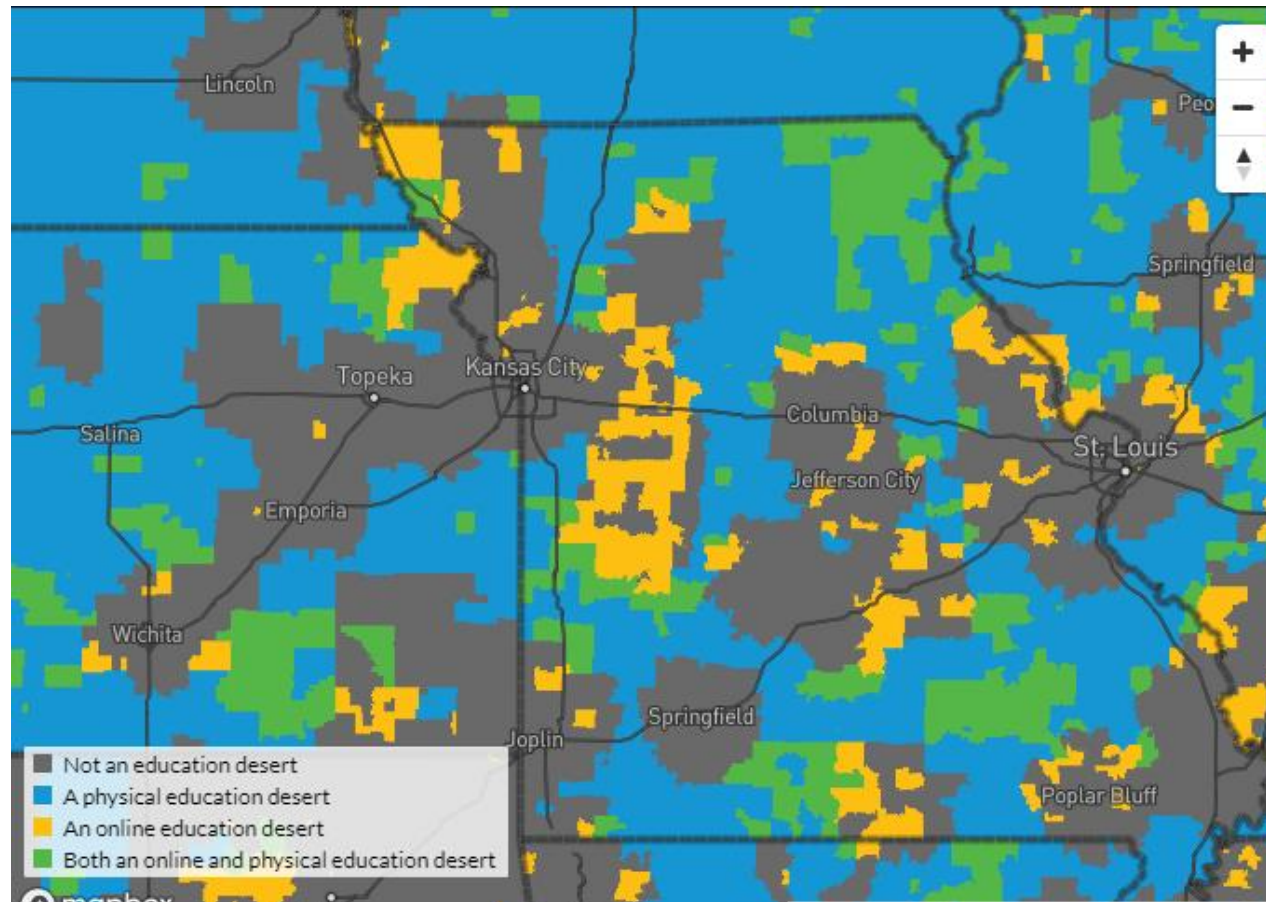 Lincoln
+
−
Peo
Springfield
Kansas City
Topeka
Columbia
Salina
St. Louis
Jefferson City
Emporia
Wichita
Springfield
Joplin
Not an education desert
A physical education desert
An online education desert
Both an online and physical education desert
Poplar Bluff
mapbox